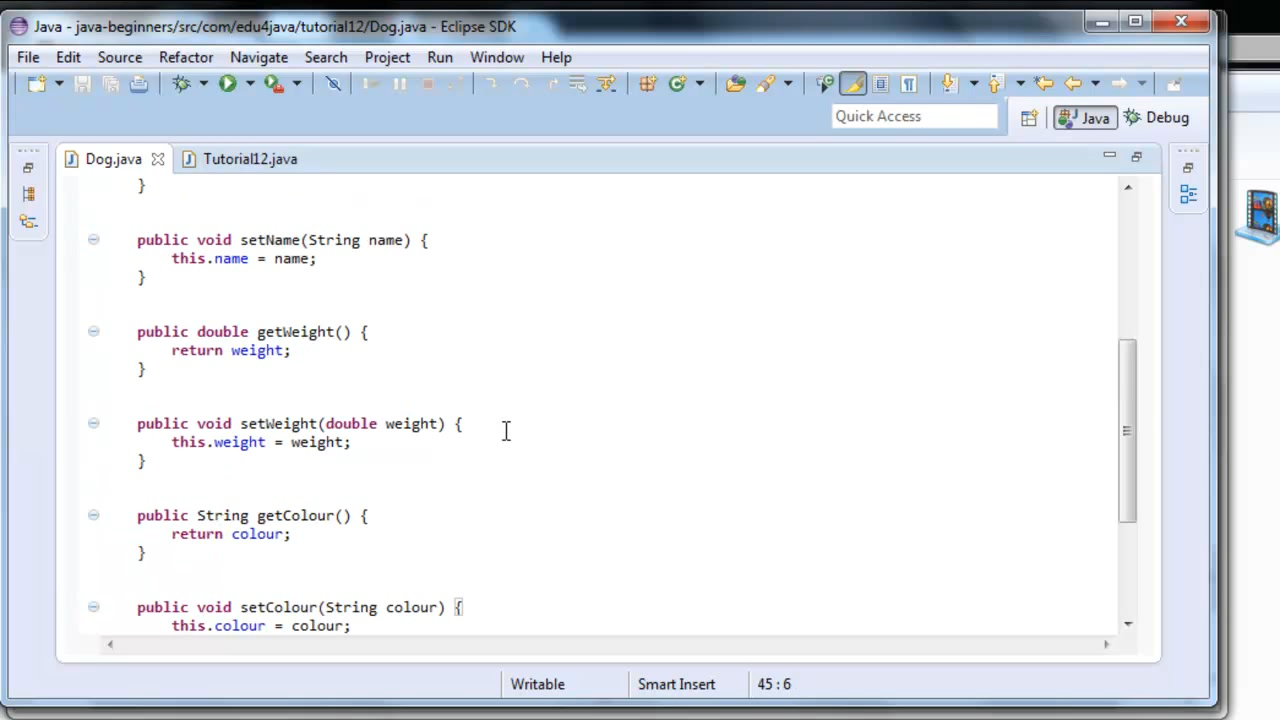 Java - java-beginners/src/com/edu4java/tutorial12/Dog.java - Eclipse SDK
File Edit Source Refactor Navigate Search Project Run Window Help
Quick Access
Java Debug
Dog.java Tutorial12.java
}
public void setName(String name) {
this.name = name;
}
public double getWeight() {
return weight;
}
public void setWeight(double weight) {
this.weight = weight;
}
public String getColour() {
return colour;
}
public void setColour(String colour) {
this.colour = colour;
Writable Smart Insert 45 : 6